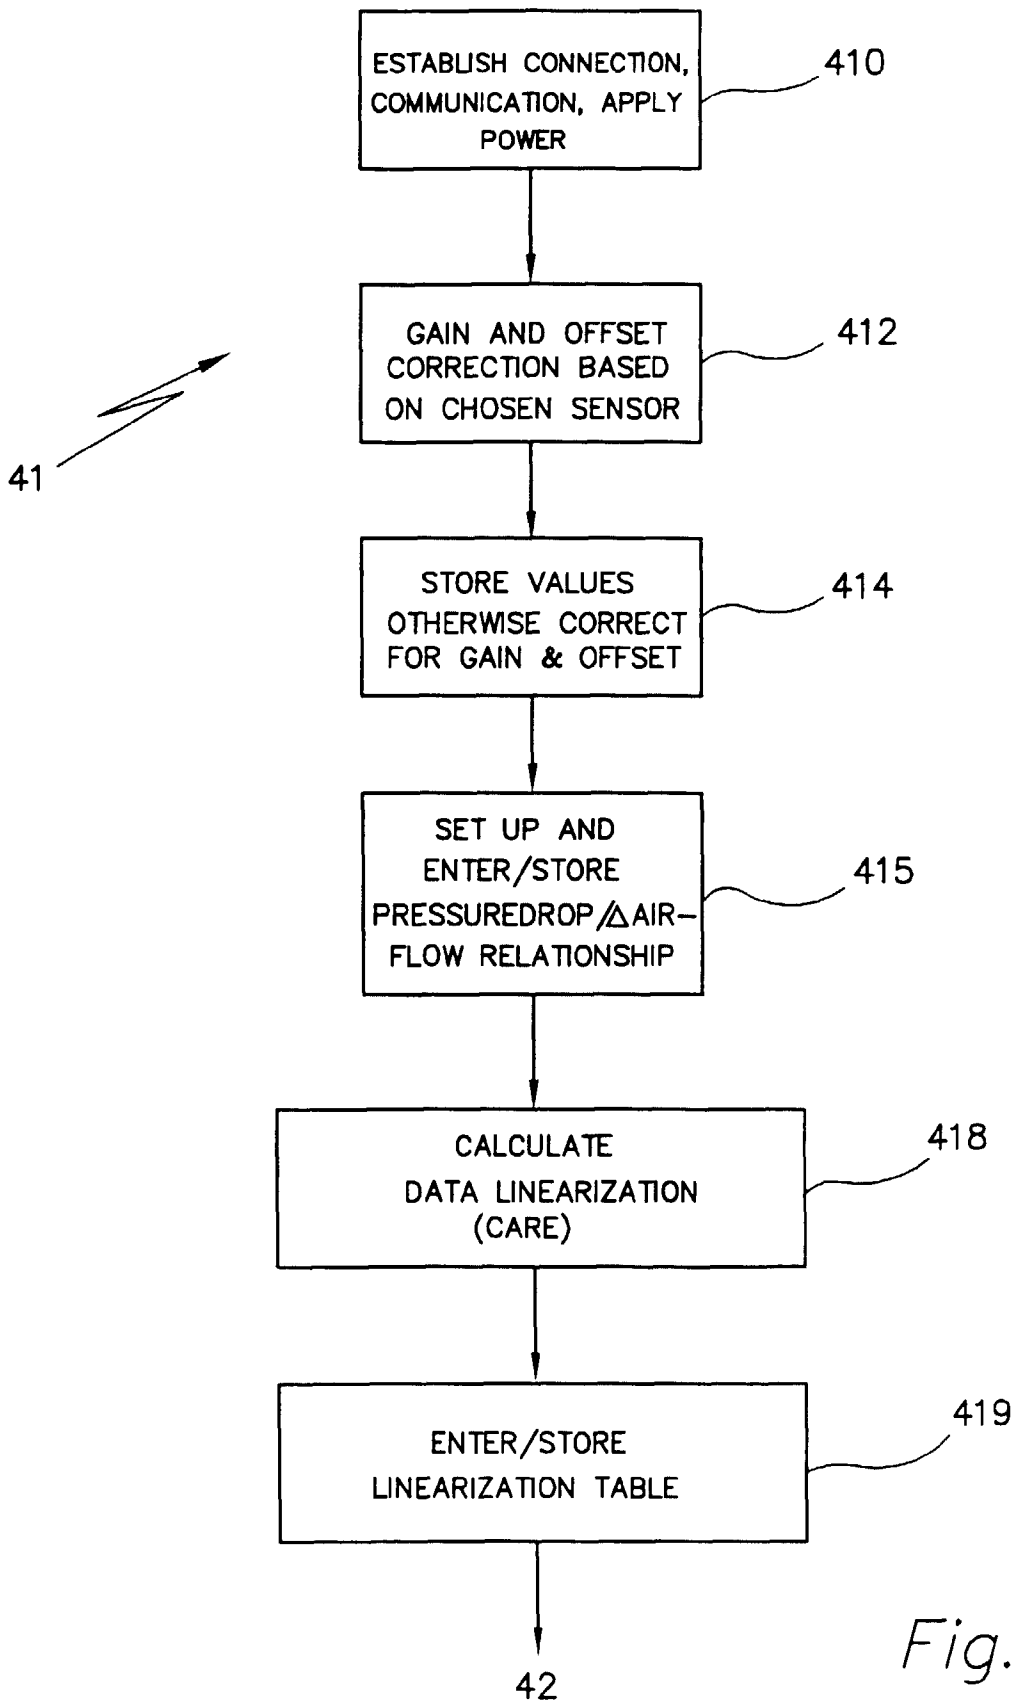 ESTABLISH CONNECTION,
COMMUNICATION, APPLY
POWER
410
GAIN AND OFFSET
CORRECTION BASED
ON CHOSEN SENSOR
412
41
STORE VALUES
OTHERWISE CORRECT
FOR GAIN & OFFSET
414
SET UP AND
ENTER/STORE
PRESSUREDROP/△AIR-
FLOW RELATIONSHIP
415
CALCULATE
DATA LINEARIZATION
(CARE)
418
ENTER/STORE
LINEARIZATION TABLE
419
42
Fig.